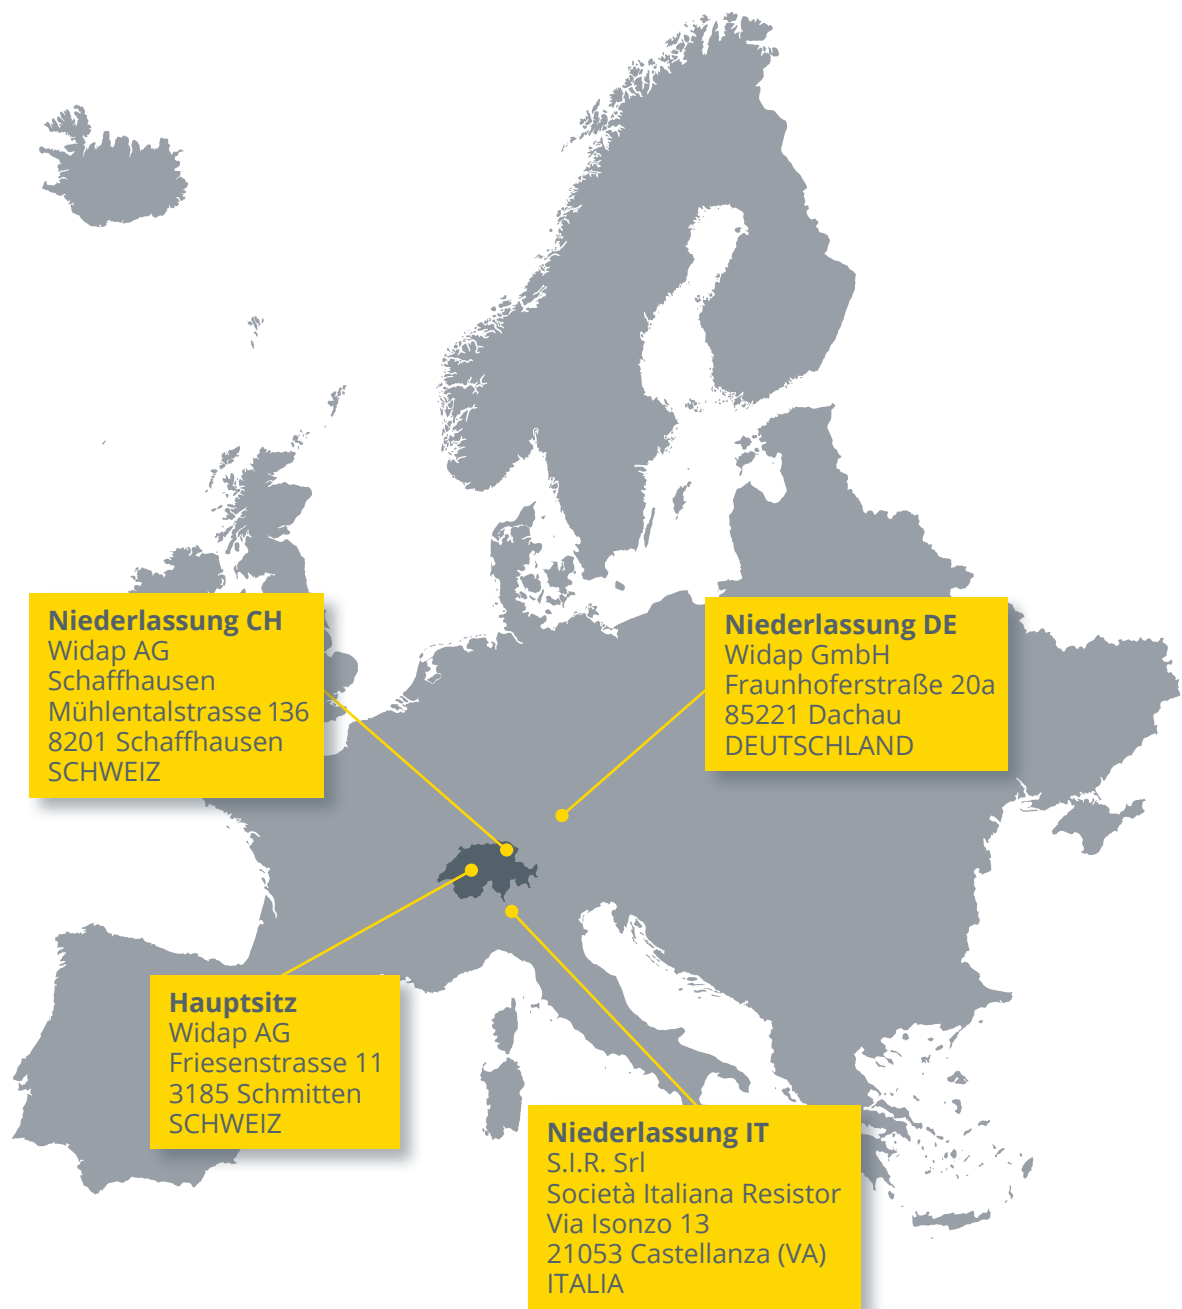 Niederlassung CH
Widap AG
Schaffhausen
Mühlentalstrasse 136
8201 Schaffhausen
SCHWEIZ
Niederlassung DE
Widap GmbH
Fraunhoferstraße 20a
85221 Dachau
DEUTSCHLAND
Hauptsitz
Widap AG
Friesenstrasse 11
3185 Schmitten
SCHWEIZ
Niederlassung IT
S.I.R. Srl
Società Italiana Resistor
Via Isonzo 13
21053 Castellanza (VA)
ITALIA